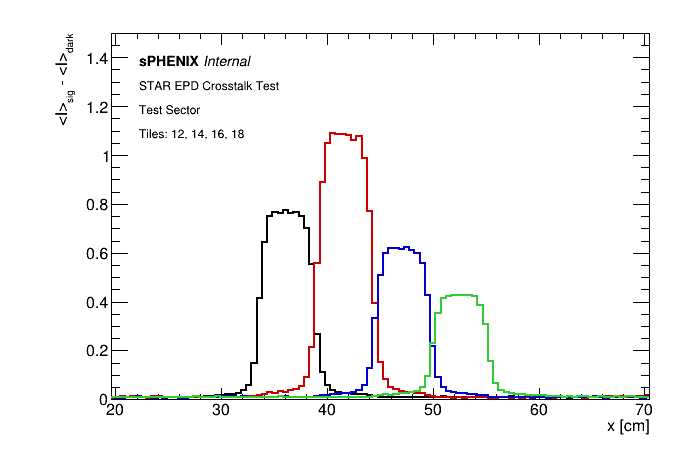 <I>sig - <I>dark
1.4
1.2
1
0.8
0.6
0.4
0.2
0
sPHENIX Internal
STAR EPD Crosstalk Test
Test Sector
Tiles: 12, 14, 16, 18
20 30 40 50 60 70
x [cm]